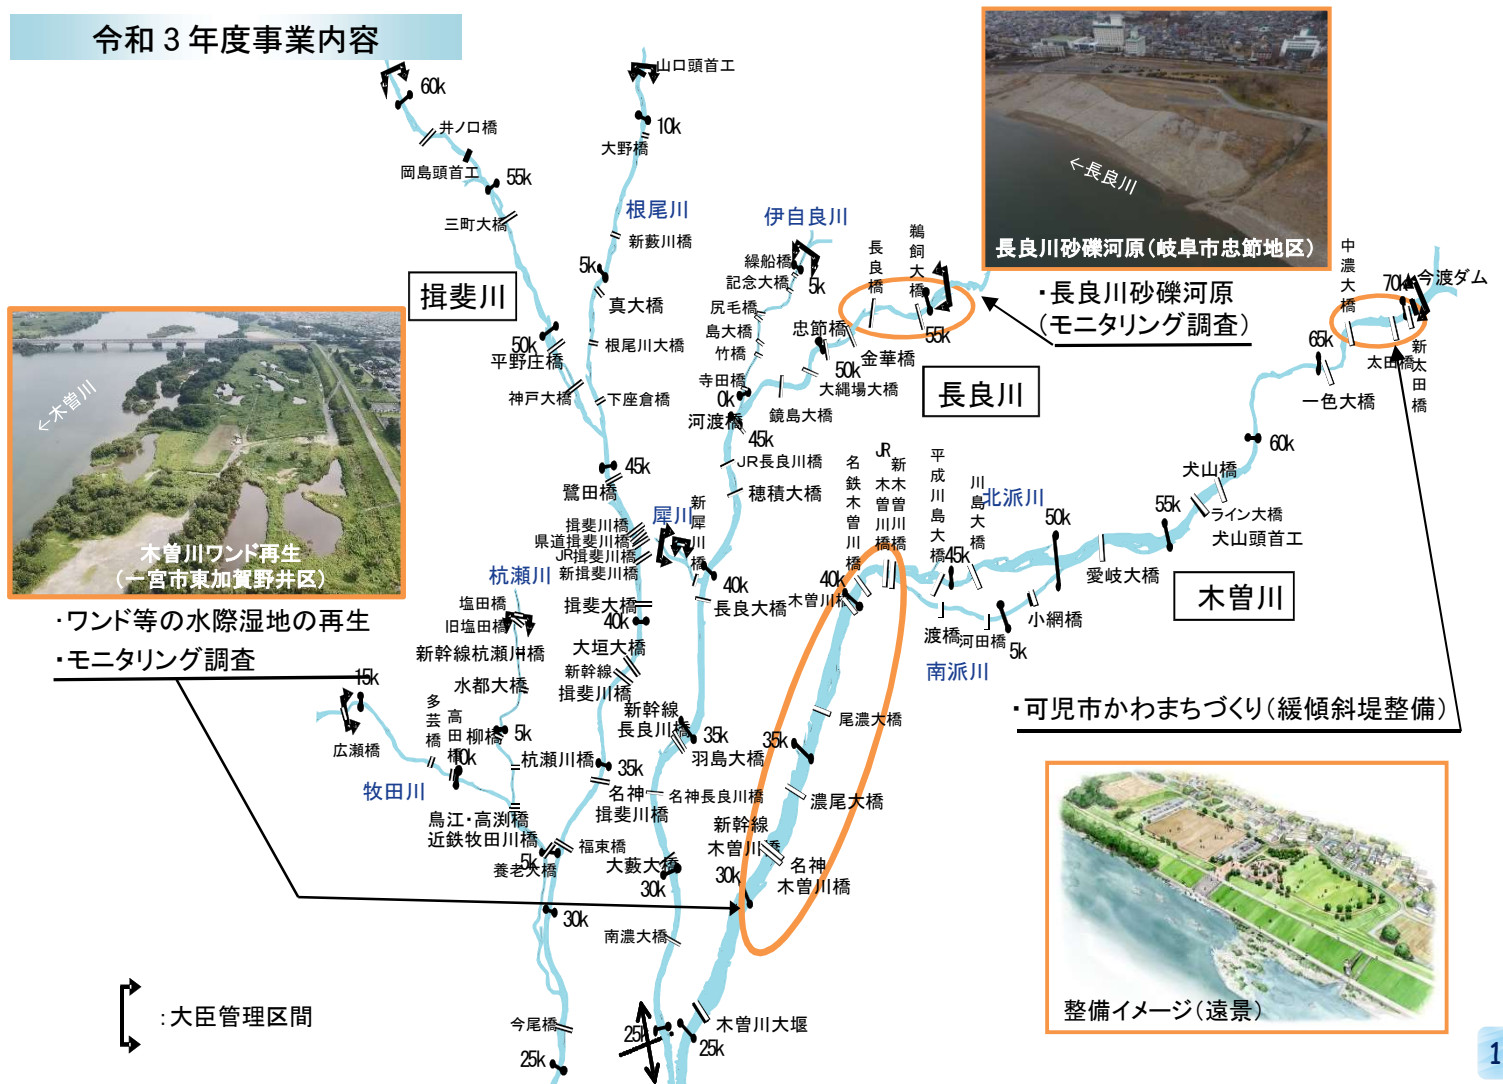 令和3年度事業内容
60k
井ノ口橋
岡島頭首工
55k
三町大橋
揖斐川
50k
平野庄橋
神戸大橋
45k
鷺田橋
揖斐川橋
県道揖斐川橋
JR揖斐川橋
新揖斐川橋
揖斐大橋
40k
大垣大橋
新幹線
揖斐川橋
35k
名神
揖斐川橋
福束橋
30k
今尾橋
25k
山口頭首工
10k
大野橋
根尾川
新藪川橋
5k
真大橋
根尾川大橋
下座倉橋
伊自良川
繰船橋
記念大橋
5k
尻毛橋
島大橋
竹橋
寺田橋
0k
河渡橋
長良橋
鵜飼大橋
55k
忠節橋
金華橋
50k
大縄場大橋
鏡島大橋
45k
JR長良川橋
穂積大橋
長良川
犀川
新犀川橋
40k
長良大橋
新幹線
長良川橋
35k
羽島大橋
名神長良川橋
大藪大橋
30k
南濃大橋
25k
←長良川
長良川砂礫河原(岐阜市忠節地区)
・長良川砂礫河原
(モニタリング調査)
中濃大橋
70k
今渡ダム
65k
太田橋
新太田橋
一色大橋
60k
犬山橋
55k
ライン大橋
犬山頭首工
愛岐大橋
木曽川
北派川
50k
川島大橋
平成川島大橋
45k
小網橋
渡橋
河田橋
5k
南派川
JR木曽川橋
新木曽川橋
名鉄木曽川橋
40k
木曽川橋
尾濃大橋
35k
濃尾大橋
新幹線
木曽川橋
名神
木曽川橋
30k
木曽川大堰
25k
←木曽川
木曽川ワンド再生
(一宮市東加賀野井区)
・ワンド等の水際湿地の再生
・モニタリング調査
杭瀬川
塩田橋
旧塩田橋
新幹線杭瀬川橋
水都大橋
柳橋
5k
杭瀬川橋
15k
広瀬橋
多芸橋
高田橋
10k
牧田川
烏江・高渕橋
近鉄牧田川橋
5k
養老大橋
・可児市かわまちづくり(緩傾斜堤整備)
整備イメージ(遠景)
:大臣管理区間
1